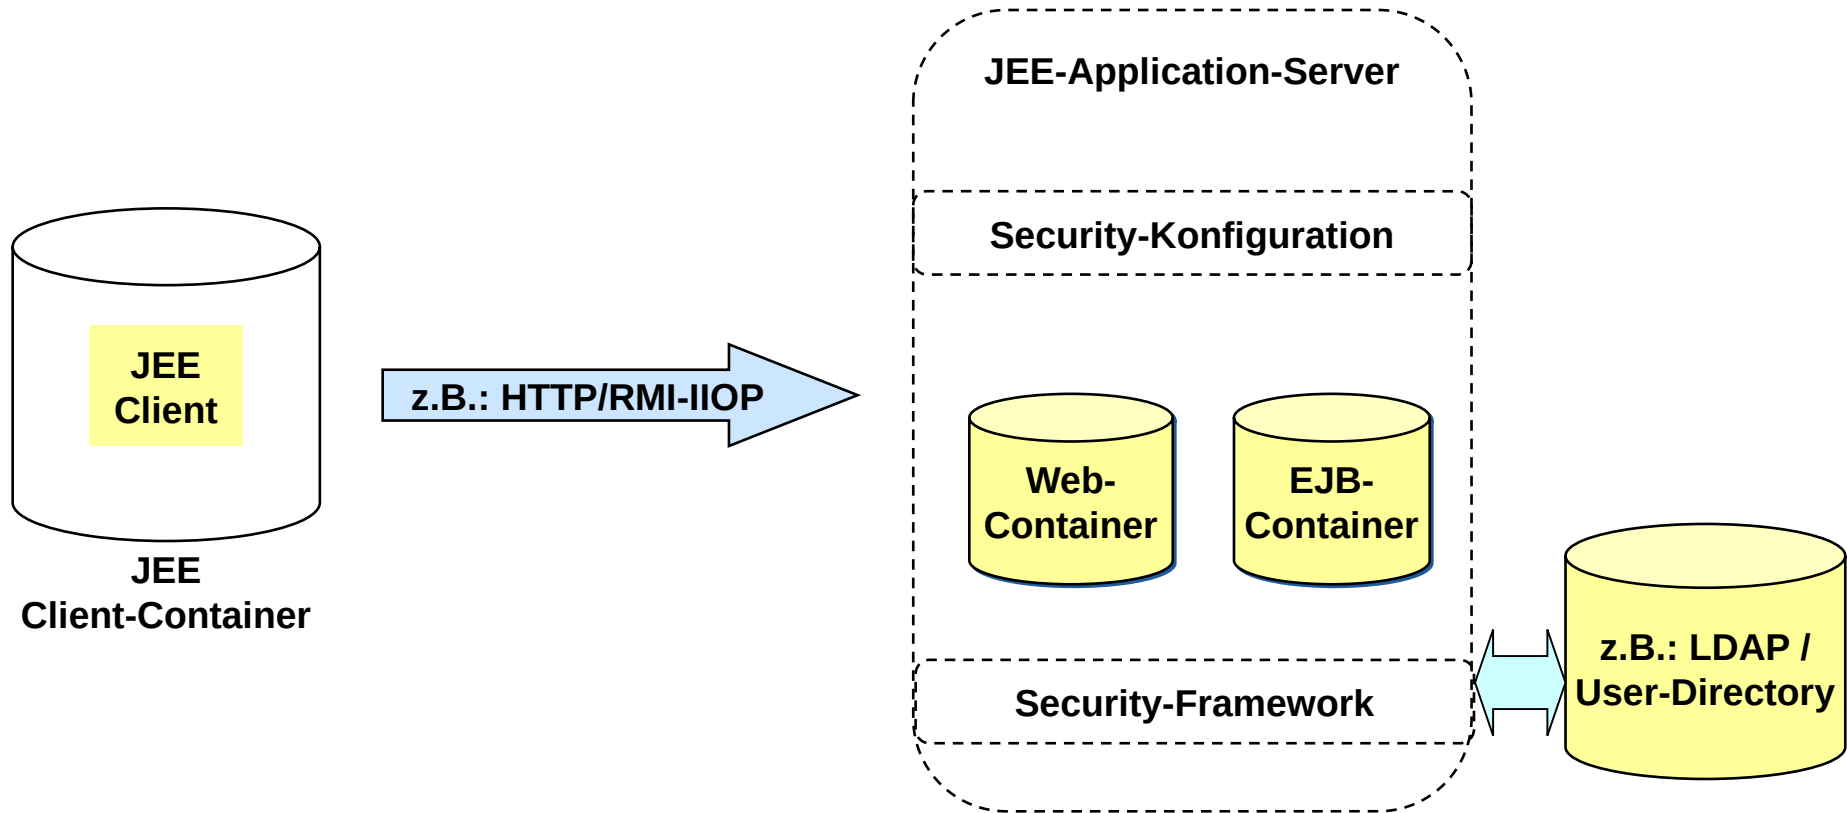 JEE-Application-Server
Security-Konfiguration
JEE
Client
z.B.: HTTP/RMI-IIOP
Web-
Container
EJB-
Container
JEE
Client-Container
z.B.: LDAP /
User-Directory
Security-Framework